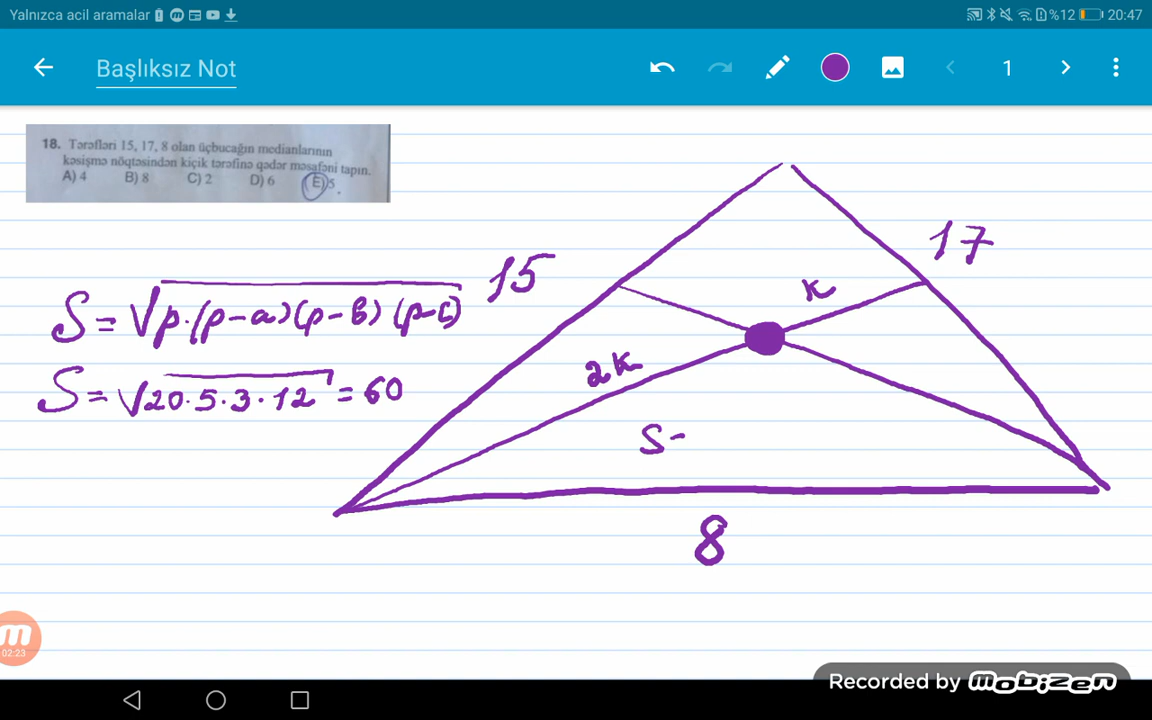 Yalnızca acil aramalar %12 20:47
Başlıksız Not 1
18. Tərəfləri 15, 17, 8 olan üçbucağın medianlarının
kəsişmə nöqtəsindən kiçik tərəfinə qədər məsafəni tapın.
A) 4 B) 8 C) 2 D) 6 E) 5
17
15
k
S = √p·(p-a)(p-b)(p-c)
2k
S = √20·5·3·12 = 60
S-
8
m
02:23
Recorded by mobizen